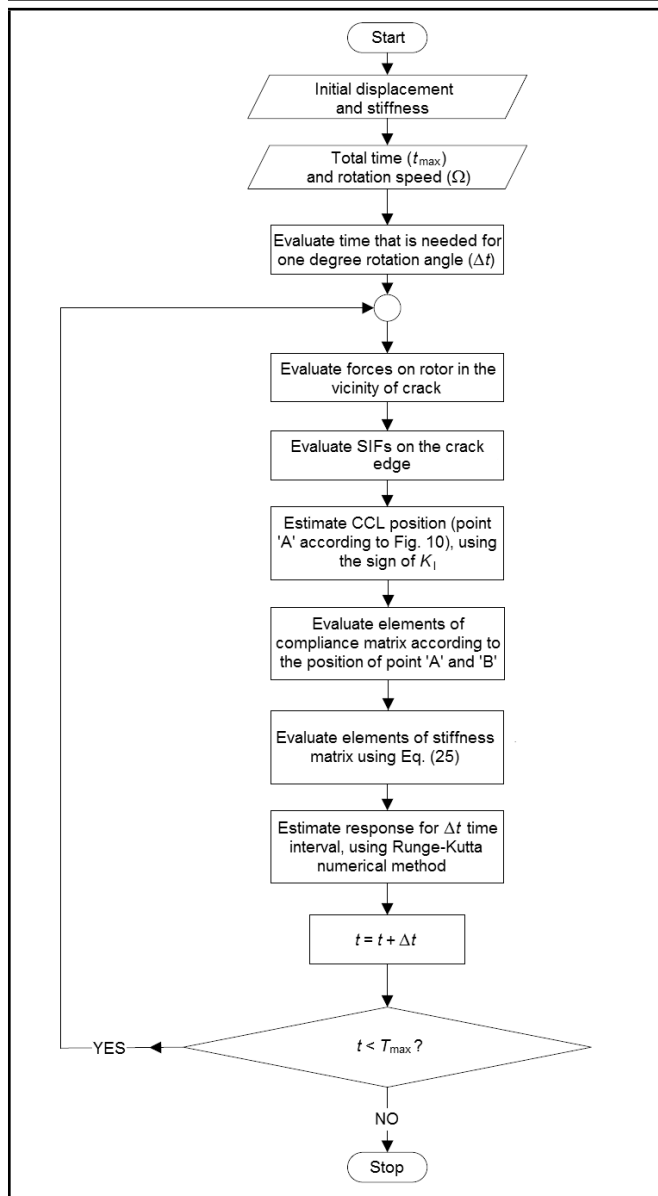 Start
Initial displacement
and stiffness
Total time (t_max)
and rotation speed (Ω)
Evaluate time that is needed for
one degree rotation angle (Δt)
Evaluate forces on rotor in the
vicinity of crack
Evaluate SIFs on the crack
edge
Estimate CCL position (point
'A' according to Fig. 10), using
the sign of K_I
Evaluate elements of
compliance matrix according to
the position of point 'A' and 'B'
Evaluate elements of stiffness
matrix using Eq. (25)
Estimate response for Δt time
interval, using Runge-Kutta
numerical method
t = t + Δt
t < T_max ?
YES
NO
Stop